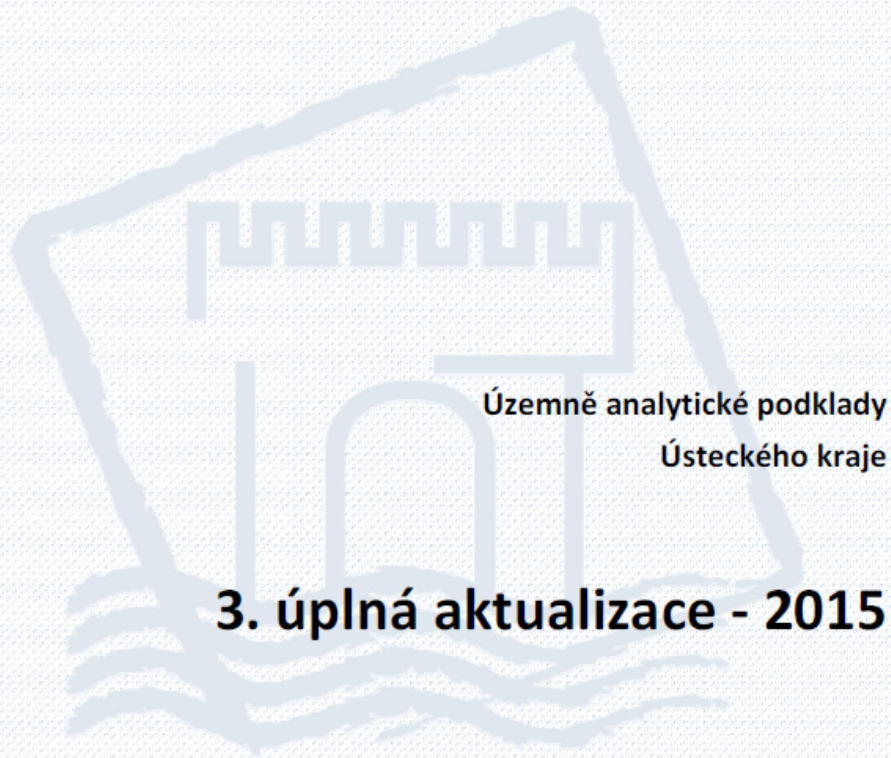 Územně analytické podklady
Ústeckého kraje
3. úplná aktualizace - 2015